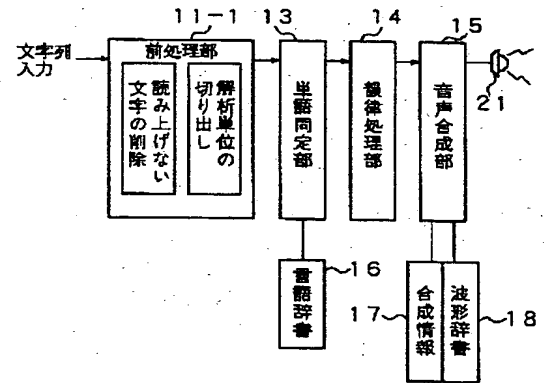 11-1
13
14
15
文字列
入力
前処理部
読み上げない
文字の削除
解析単位の
切り出し
単語同定部
韻律処理部
音声合成部
21
言語辞書
16
17
合成情報
波形辞書
18